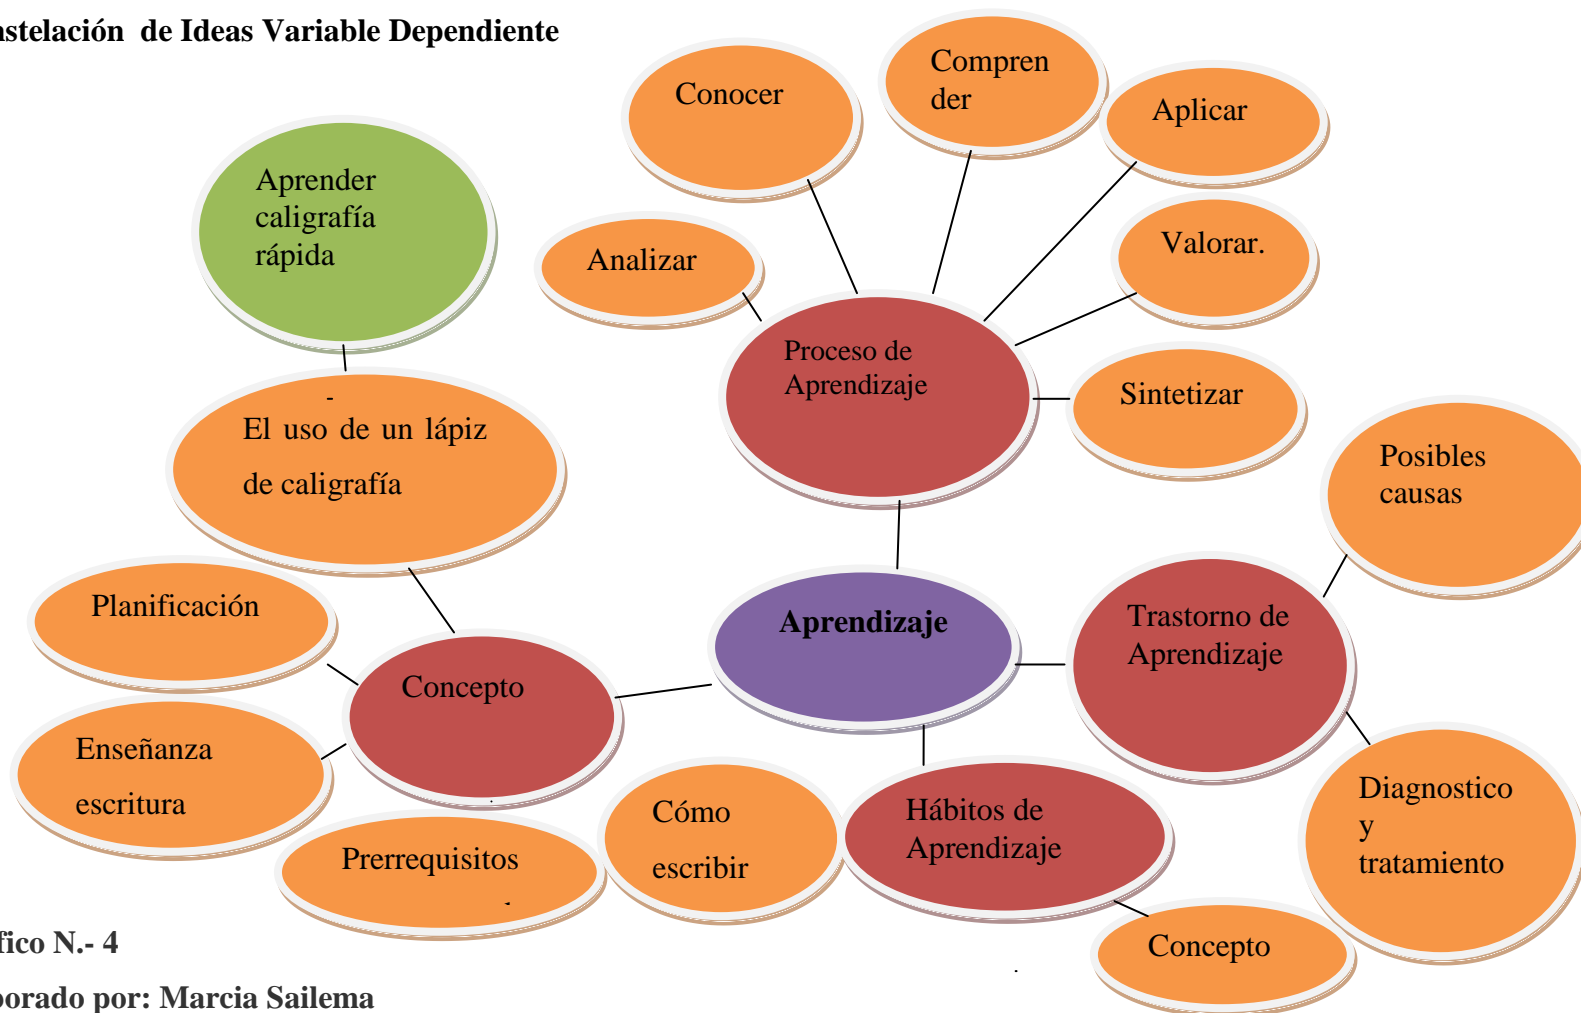 nstelación de Ideas Variable Dependiente
Conocer
Compren
der
Aplicar
Aprender
caligrafía
rápida
Analizar
Valorar.
Proceso de
Aprendizaje
Sintetizar
El uso de un lápiz
de caligrafía
Posibles
causas
Planificación
Aprendizaje
Trastorno de
Aprendizaje
Concepto
Enseñanza
escritura
Cómo
escribir
Hábitos de
Aprendizaje
Diagnostico
y
tratamiento
Prerrequisitos
Concepto
fico N.- 4
borado por: Marcia Sailema